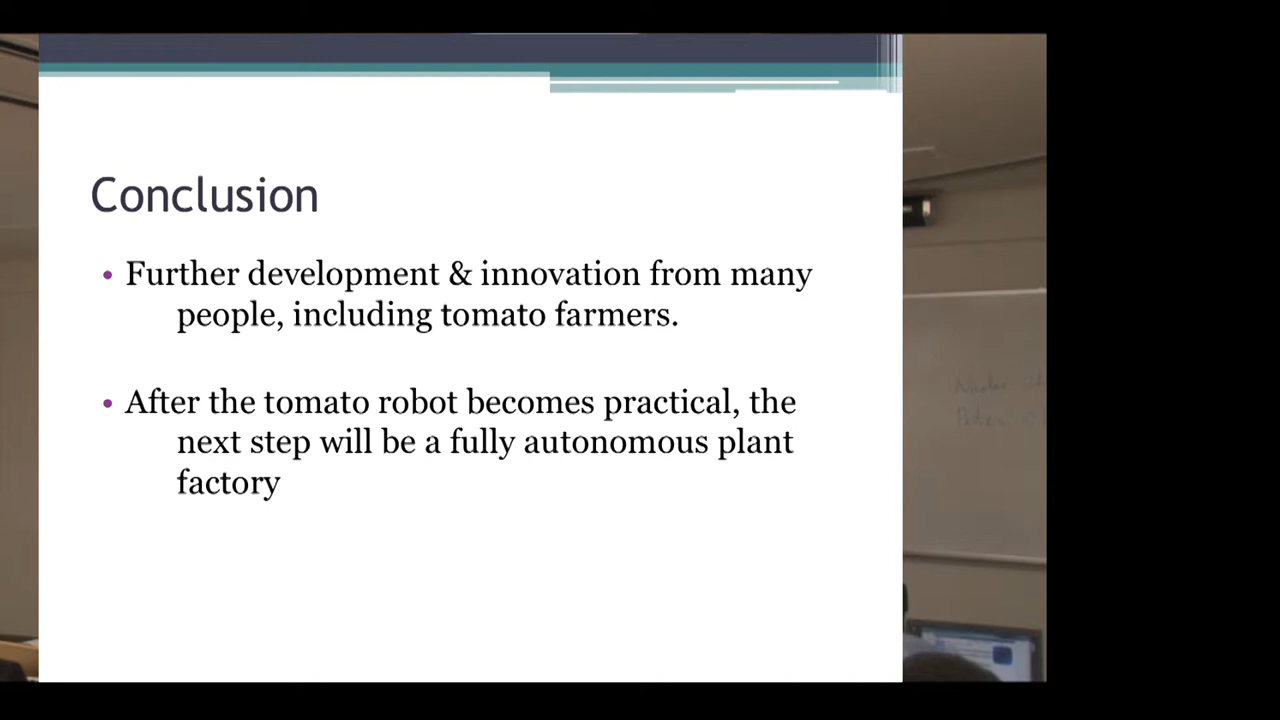 Conclusion
• Further development & innovation from many
people, including tomato farmers.
• After the tomato robot becomes practical, the
next step will be a fully autonomous plant
factory